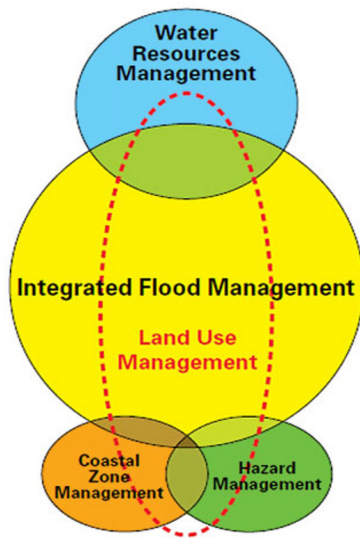 Water
Resources
Management
Integrated Flood Management
Land Use
Management
Coastal
Zone
Management
Hazard
Management